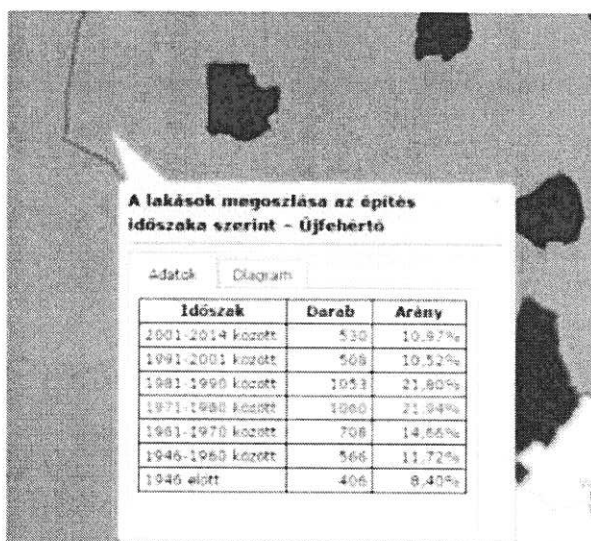 A lakások megoszlása az építés
időszaka szerint - Újfehértó
Adatok Diagram
Időszak Darab Arány
2001-2014 között 530 10,97%
1991-2001 között 508 10,52%
1981-1990 között 1053 21,80%
1971-1980 között 1060 21,94%
1961-1970 között 708 14,66%
1946-1960 között 566 11,72%
1946 előtt 406 8,40%